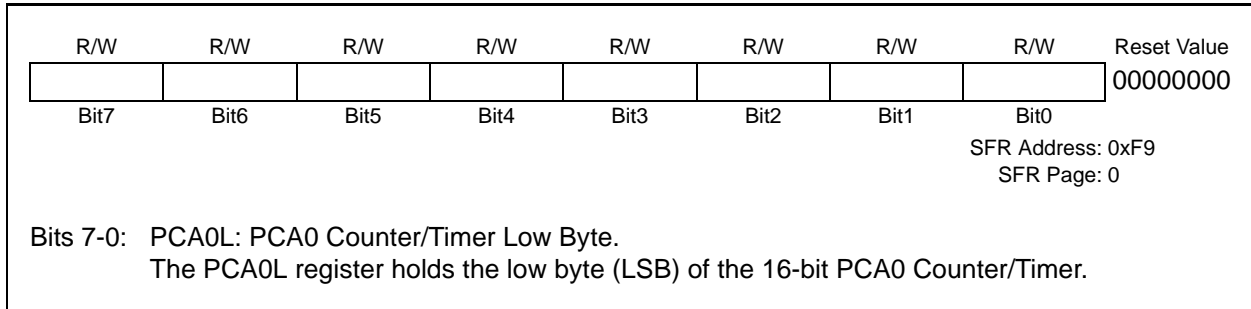 R/W R/W R/W R/W R/W R/W R/W R/W Reset Value
00000000
Bit7 Bit6 Bit5 Bit4 Bit3 Bit2 Bit1 Bit0
SFR Address: 0xF9
SFR Page: 0
Bits 7-0: PCA0L: PCA0 Counter/Timer Low Byte.
The PCA0L register holds the low byte (LSB) of the 16-bit PCA0 Counter/Timer.